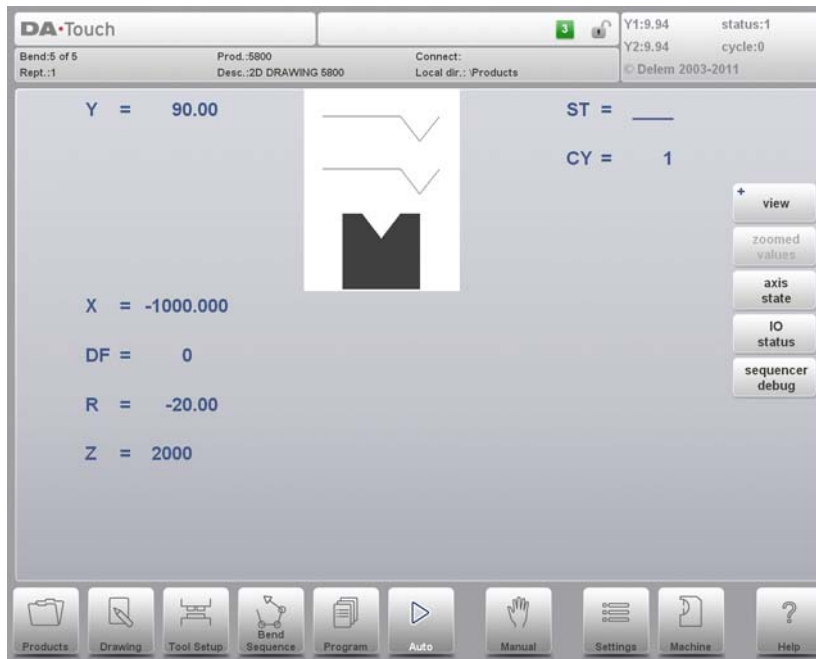 DA•Touch
3
Y1:9.94 status:1
Y2:9.94 cycle:0
© Delem 2003-2011
Bend:5 of 5 Prod.:5800 Connect:
Rept.:1 Desc.:2D DRAWING 5800 Local dir.: \Products
Y = 90.00
ST = ____
CY = 1
X = -1000.000
DF = 0
R = -20.00
Z = 2000
+
view
zoomed
values
axis
state
IO
status
sequencer
debug
Products
Drawing
Tool Setup
Bend
Sequence
Program
Auto
Manual
Settings
Machine
?
Help